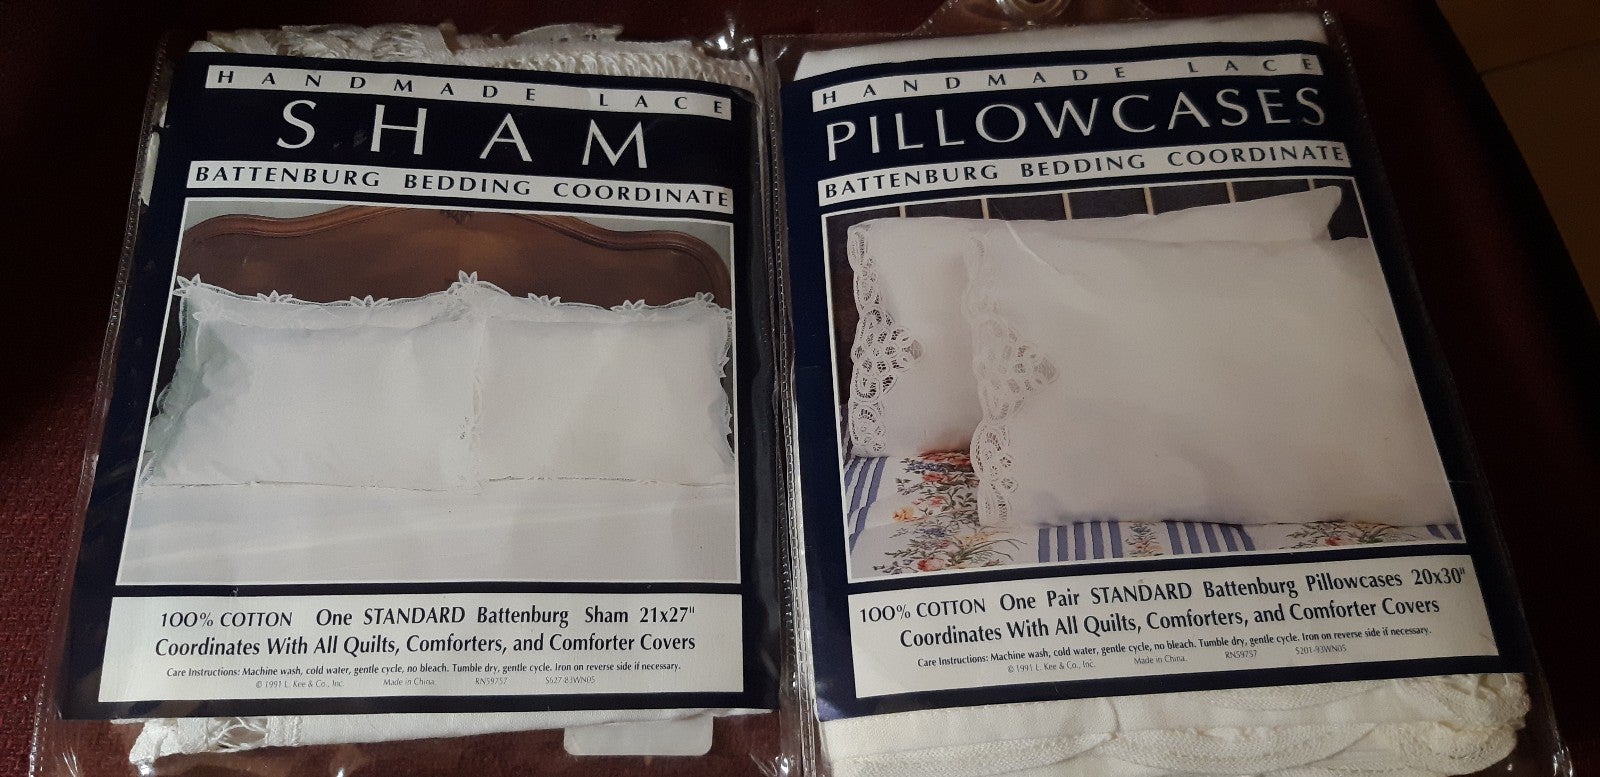 HANDMADE LACE
SHAM
BATTENBURG BEDDING COORDINATE
100% COTTON One STANDARD Battenburg Sham 21x27"
Coordinates With All Quilts, Comforters, and Comforter Covers
Care Instructions: Machine wash, cold water, gentle cycle, no bleach. Tumble dry, gentle cycle. Iron on reverse side if necessary.
© 1991 L. Kee & Co., Inc. Made in China. RN59757 S627-83WN05
HANDMADE LACE
PILLOWCASES
BATTENBURG BEDDING COORDINATE
100% COTTON One Pair STANDARD Battenburg Pillowcases 20x30"
Coordinates With All Quilts, Comforters, and Comforter Covers
Care Instructions: Machine wash, cold water, gentle cycle, no bleach. Tumble dry, gentle cycle. Iron on reverse side if necessary.
© 1991 L. Kee & Co., Inc. Made in China. RN59757 S201-93WN05